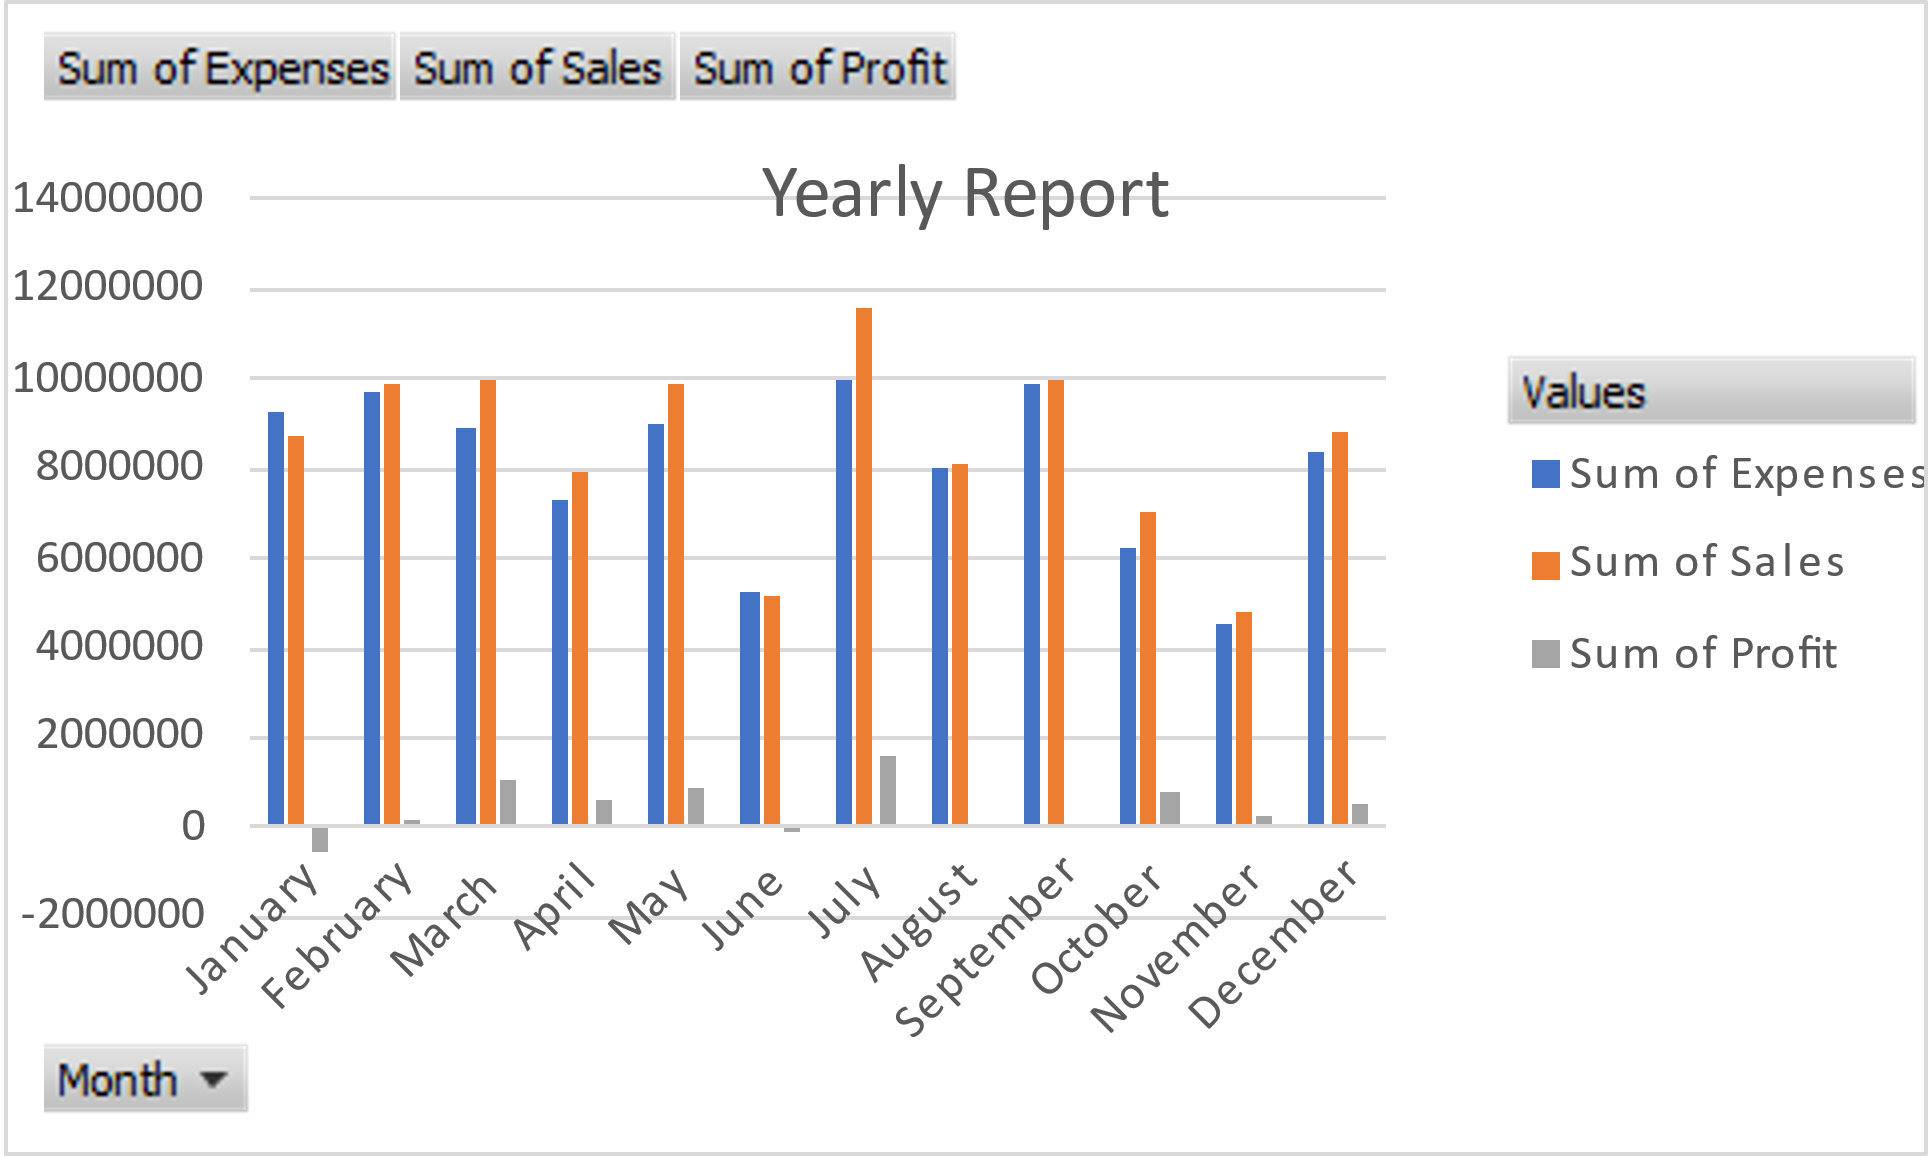 Sum of Expenses Sum of Sales Sum of Profit
Yearly Report
14000000
12000000
10000000
8000000
6000000
4000000
2000000
0
-2000000
January February March April May June July August September October November December
Values
Sum of Expenses
Sum of Sales
Sum of Profit
Month